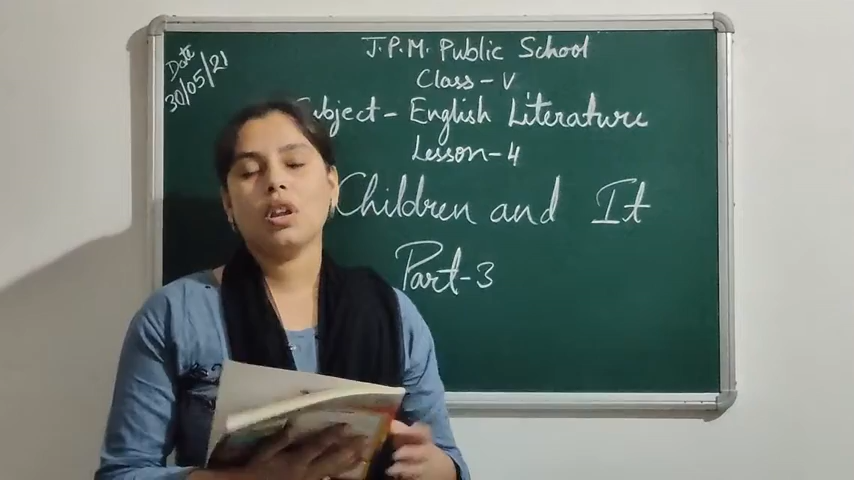 Date
30/05/21
J.P.M. Public School
Class - V
Subject - English Literature
Lesson - 4
Children and It
Part - 3